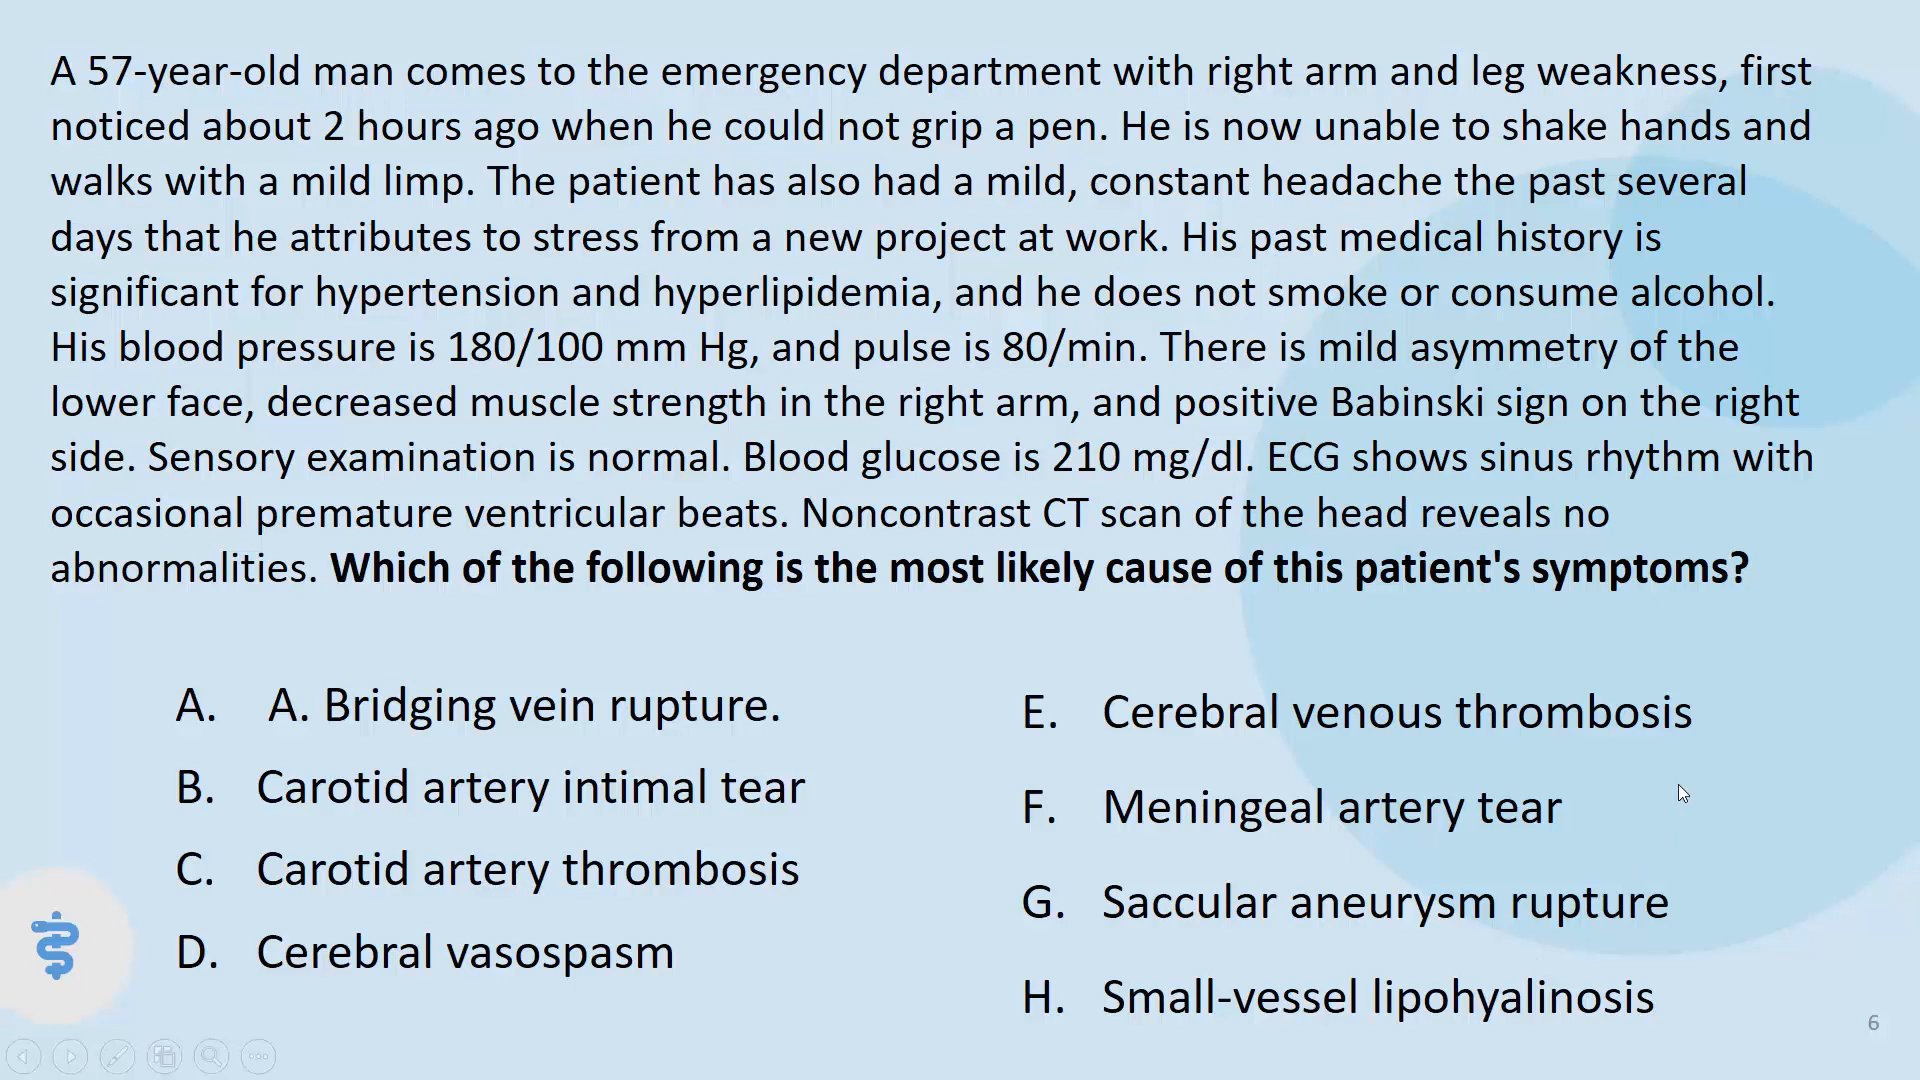 A 57-year-old man comes to the emergency department with right arm and leg weakness, first
noticed about 2 hours ago when he could not grip a pen. He is now unable to shake hands and
walks with a mild limp. The patient has also had a mild, constant headache the past several
days that he attributes to stress from a new project at work. His past medical history is
significant for hypertension and hyperlipidemia, and he does not smoke or consume alcohol.
His blood pressure is 180/100 mm Hg, and pulse is 80/min. There is mild asymmetry of the
lower face, decreased muscle strength in the right arm, and positive Babinski sign on the right
side. Sensory examination is normal. Blood glucose is 210 mg/dl. ECG shows sinus rhythm with
occasional premature ventricular beats. Noncontrast CT scan of the head reveals no
abnormalities. Which of the following is the most likely cause of this patient's symptoms?
A. A. Bridging vein rupture.
B. Carotid artery intimal tear
C. Carotid artery thrombosis
D. Cerebral vasospasm
E. Cerebral venous thrombosis
F. Meningeal artery tear
G. Saccular aneurysm rupture
H. Small-vessel lipohyalinosis
6